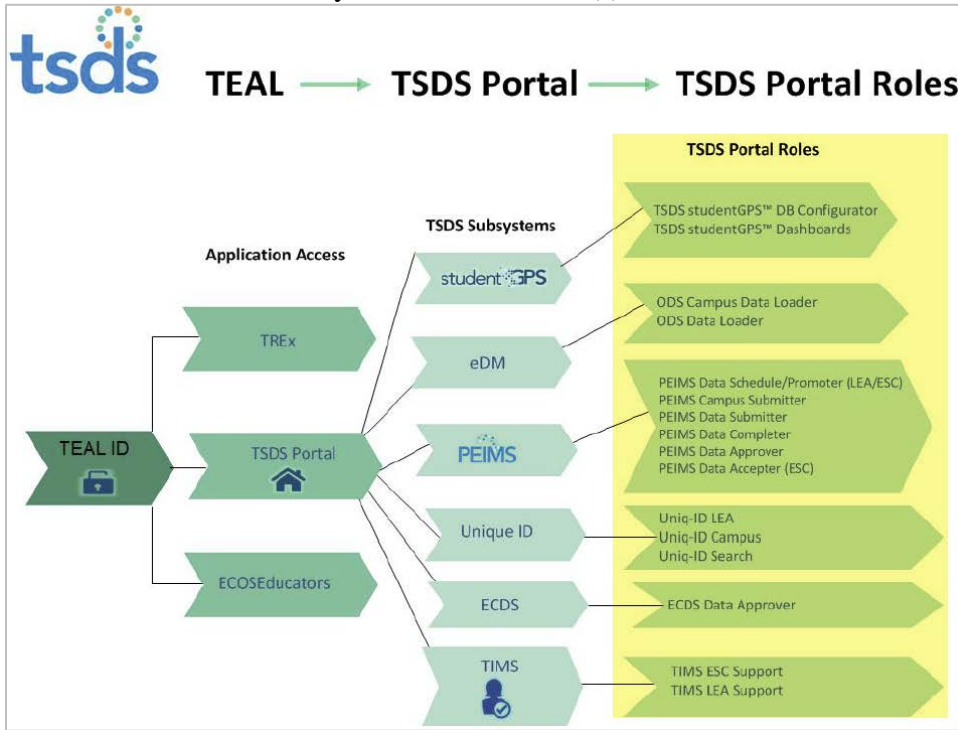 tsds
TEAL
TSDS Portal
TSDS Portal Roles
TSDS Portal Roles
TSDS Subsystems
Application Access
TSDS studentGPS™ DB Configurator
TSDS studentGPS™ Dashboards
studentGPS
ODS Campus Data Loader
ODS Data Loader
TREx
eDM
PEIMS Data Schedule/Promoter (LEA/ESC)
PEIMS Campus Submitter
PEIMS Data Submitter
PEIMS Data Completer
PEIMS Data Approver
PEIMS Data Accepter (ESC)
TEAL ID
TSDS Portal
PEIMS
Unique ID
Uniq-ID LEA
Uniq-ID Campus
Uniq-ID Search
ECOSEducators
ECDS
ECDS Data Approver
TIMS
TIMS ESC Support
TIMS LEA Support